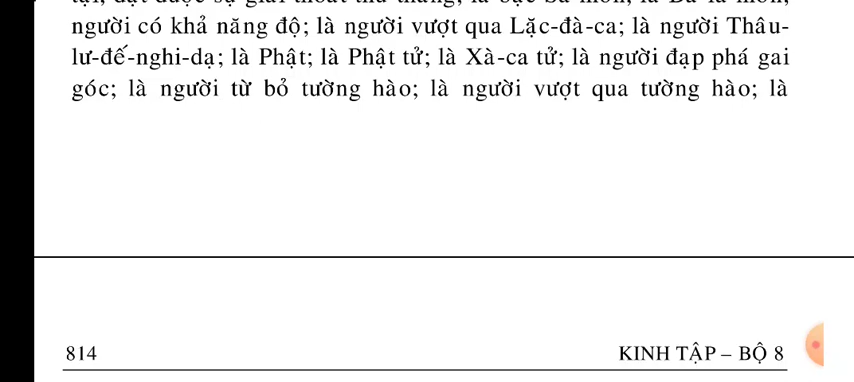 người có khả năng độ; là người vượt qua Lặc-đà-ca; là người Thâu-
lư-đế-nghi-dạ; là Phật; là Phật tử; là Xà-ca tử; là người đạp phá gai
góc; là người từ bỏ tường hào; là người vượt qua tường hào; là
814
KINH TẬP – BỘ 8